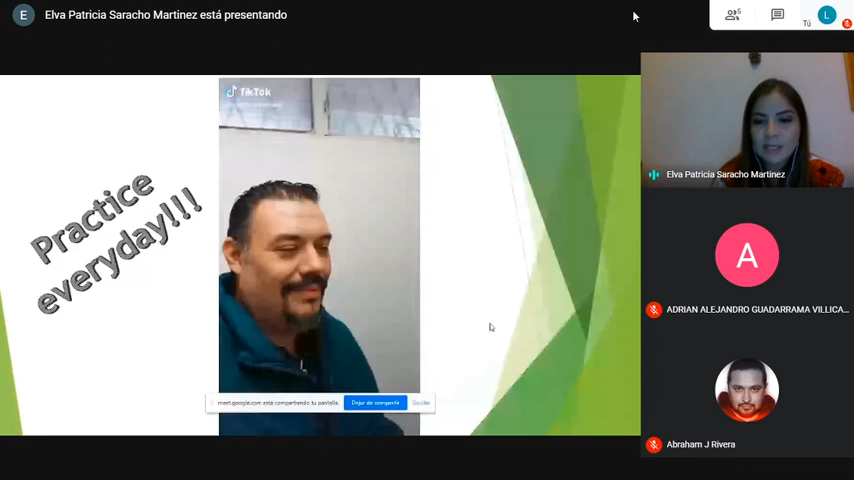 E
Elva Patricia Saracho Martinez está presentando
6
Tú
L
TikTok
Practice
everyday!!!
Elva Patricia Saracho Martinez
A
ADRIAN ALEJANDRO GUADARRAMA VILLICA...
meet.google.com está compartiendo tu pantalla.
Dejar de compartir
Ocultar
Abraham J Rivera